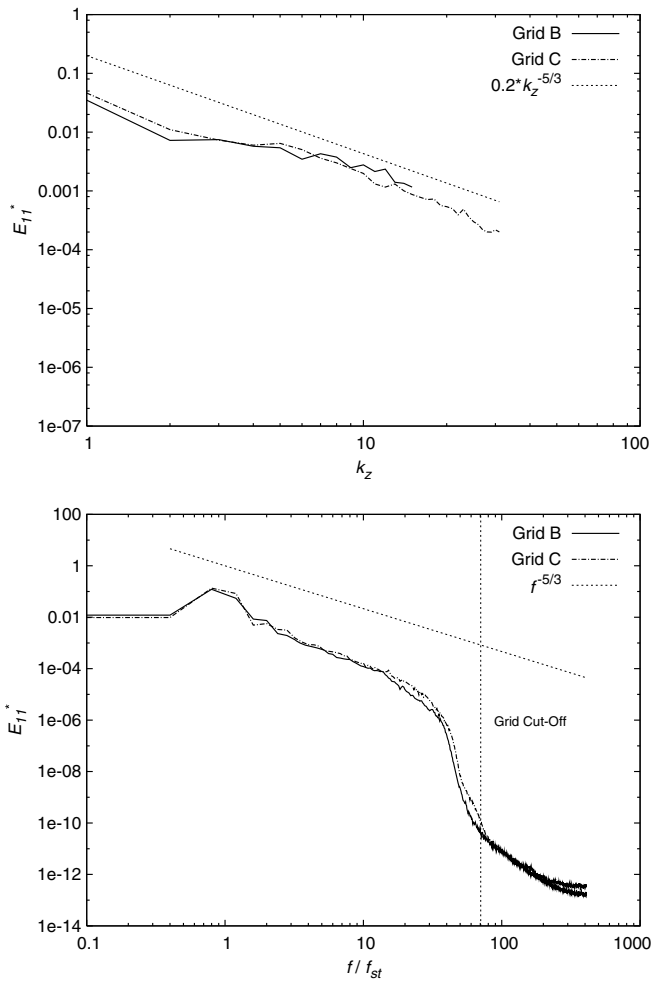 1
0.1
0.01
0.001
1e-04
1e-05
1e-06
1e-07
E11*
Grid B
Grid C
0.2*kz-5/3
1 10 100
kz
100
1
0.01
1e-04
1e-06
1e-08
1e-10
1e-12
1e-14
E11*
Grid B
Grid C
f-5/3
Grid Cut-Off
0.1 1 10 100 1000
f / fst